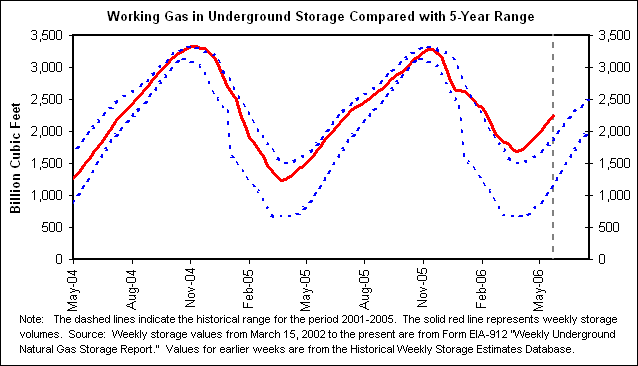 Working Gas in Underground Storage Compared with 5-Year Range
3,500 3,500
3,000 3,000
2,500 2,500
2,000 2,000
1,500 1,500
1,000 1,000
500 500
0 0
Billion Cubic Feet
May-04 Aug-04 Nov-04 Feb-05 May-05 Aug-05 Nov-05 Feb-06 May-06
Note: The dashed lines indicate the historical range for the period 2001-2005. The solid red line represents weekly storage
volumes. Source: Weekly storage values from March 15, 2002 to the present are from Form EIA-912 "Weekly Underground
Natural Gas Storage Report." Values for earlier weeks are from the Historical Weekly Storage Estimates Database.